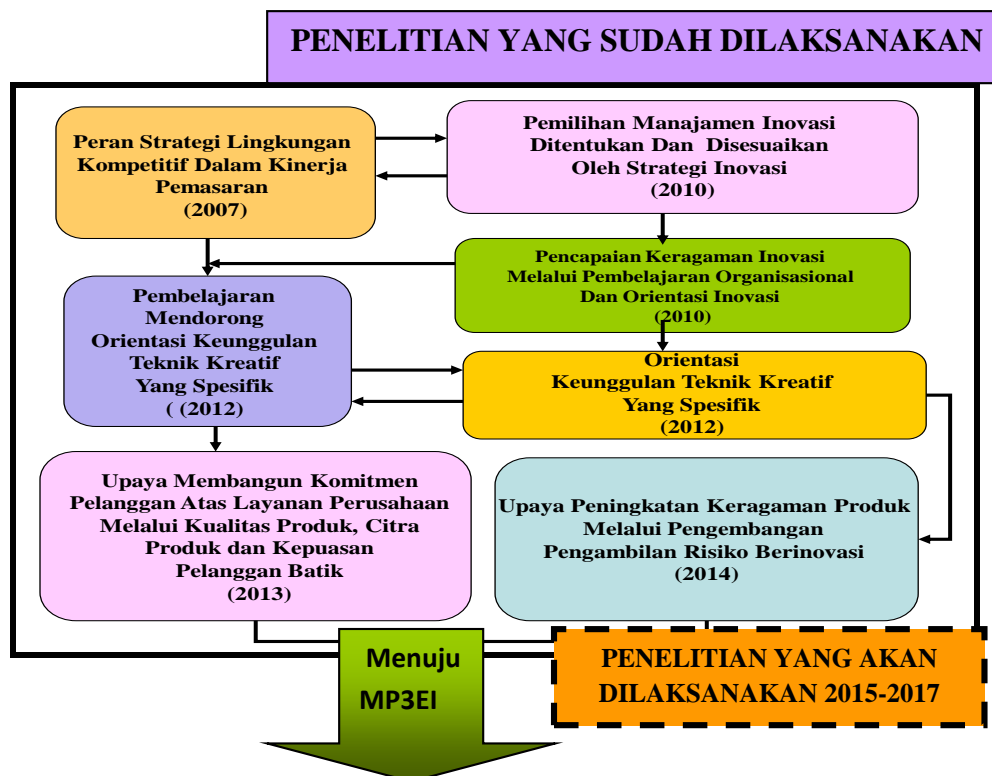 PENELITIAN YANG SUDAH DILAKSANAKAN
Peran Strategi Lingkungan
Kompetitif Dalam Kinerja
Pemasaran
(2007)
Pemilihan Manajamen Inovasi
Ditentukan Dan Disesuaikan
Oleh Strategi Inovasi
(2010)
Pencapaian Keragaman Inovasi
Melalui Pembelajaran Organisasional
Dan Orientasi Inovasi
(2010)
Pembelajaran
Mendorong
Orientasi Keunggulan
Teknik Kreatif
Yang Spesifik
( (2012)
Orientasi
Keunggulan Teknik Kreatif
Yang Spesifik
(2012)
Upaya Membangun Komitmen
Pelanggan Atas Layanan Perusahaan
Melalui Kualitas Produk, Citra
Produk dan Kepuasan
Pelanggan Batik
(2013)
Upaya Peningkatan Keragaman Produk
Melalui Pengembangan
Pengambilan Risiko Berinovasi
(2014)
Menuju
MP3EI
PENELITIAN YANG AKAN
DILAKSANAKAN 2015-2017